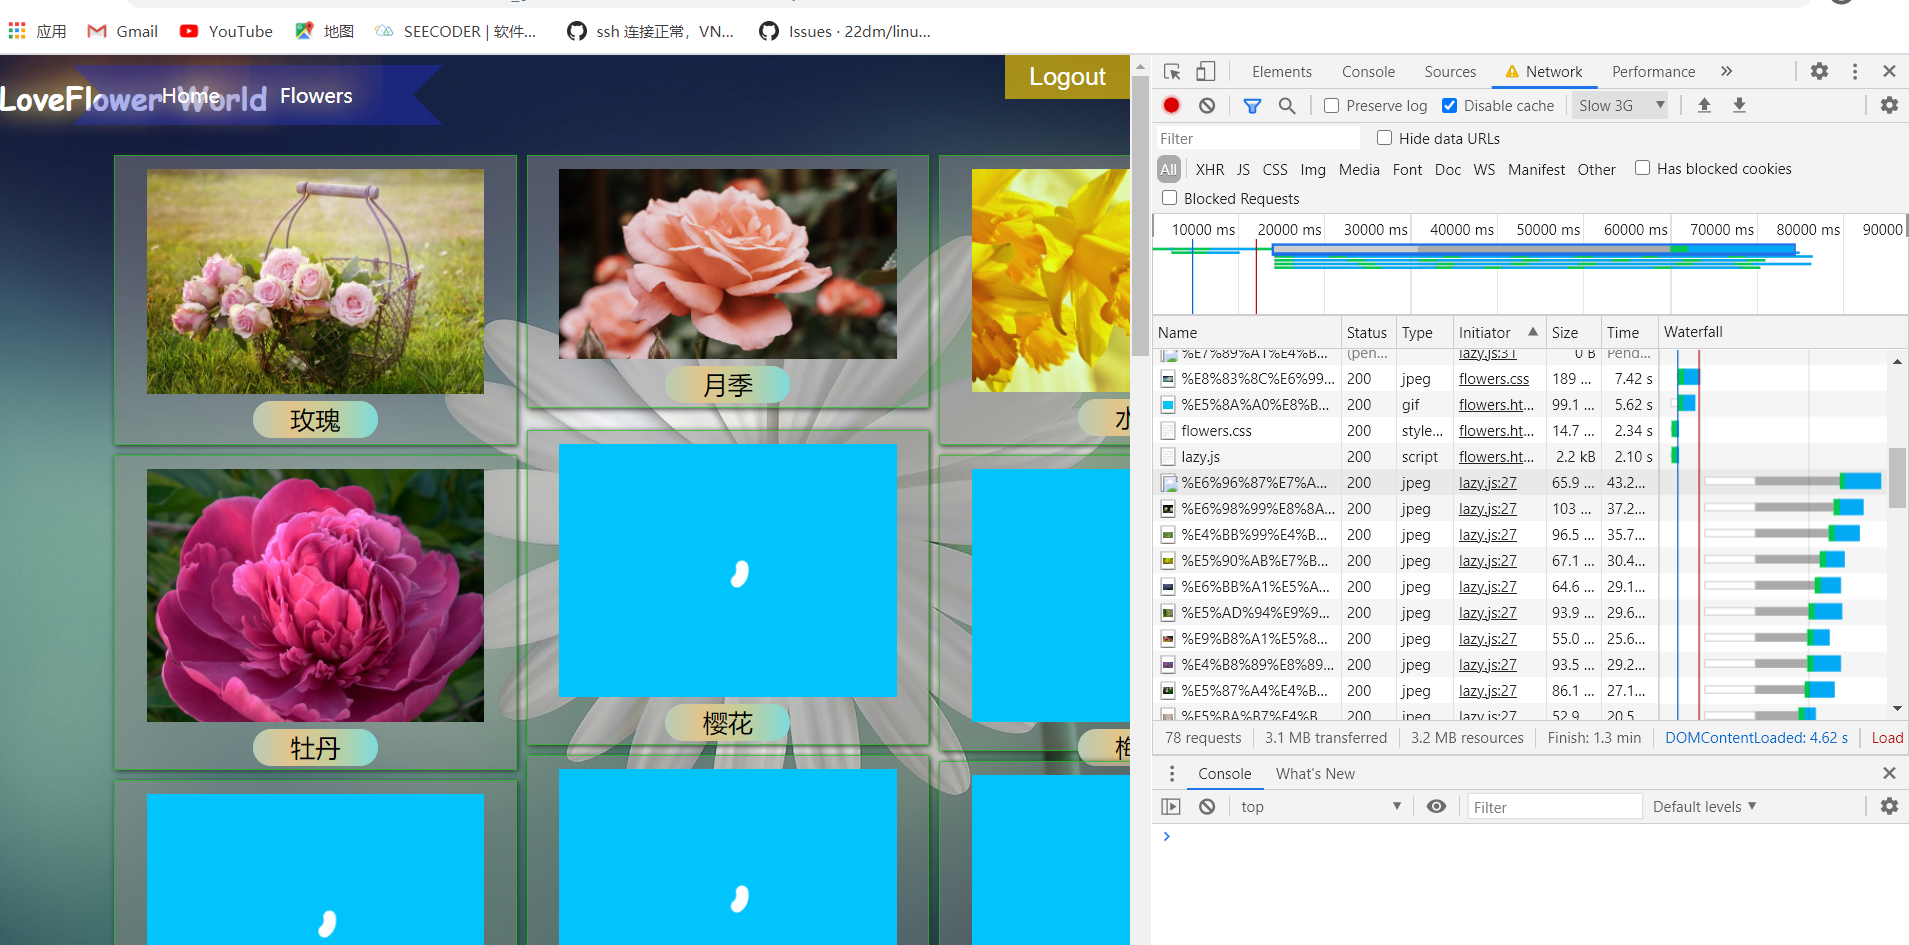 应用 Gmail YouTube 地图 SEECODER | 软件... ssh 连接正常，VN... Issues · 22dm/linu...
LoveFlower World
Home Flowers
Logout
玫瑰
月季
水
牡丹
樱花
梅
Elements Console Sources Network Performance »
Preserve log Disable cache Slow 3G
Filter Hide data URLs
All XHR JS CSS Img Media Font Doc WS Manifest Other Has blocked cookies
Blocked Requests
10000 ms 20000 ms 30000 ms 40000 ms 50000 ms 60000 ms 70000 ms 80000 ms 90000
Name Status Type Initiator Size Time Waterfall
%E7%89%A1%E4%B... (pen... lazy.js:31 0 B Pend...
%E8%83%8C%E6%99... 200 jpeg flowers.css 189 ... 7.42 s
%E5%8A%A0%E8%B... 200 gif flowers.ht... 99.1 ... 5.62 s
flowers.css 200 style... flowers.ht... 14.7 ... 2.34 s
lazy.js 200 script flowers.ht... 2.2 kB 2.10 s
%E6%96%87%E7%A... 200 jpeg lazy.js:27 65.9 ... 43.2...
%E6%98%99%E8%8A... 200 jpeg lazy.js:27 103 ... 37.2...
%E4%BB%99%E4%B... 200 jpeg lazy.js:27 96.5 ... 35.7...
%E5%90%AB%E7%B... 200 jpeg lazy.js:27 67.1 ... 30.4...
%E6%BB%A1%E5%A... 200 jpeg lazy.js:27 64.6 ... 29.1...
%E5%AD%94%E9%9... 200 jpeg lazy.js:27 93.9 ... 29.6...
%E9%B8%A1%E5%8... 200 jpeg lazy.js:27 55.0 ... 25.6...
%E4%B8%89%E8%89... 200 jpeg lazy.js:27 93.5 ... 29.2...
%E5%87%A4%E4%B... 200 jpeg lazy.js:27 86.1 ... 27.1...
%E5%BA%B7%E4%B... 200 jpeg lazy.js:27 52.9 ... 20.5...
78 requests 3.1 MB transferred 3.2 MB resources Finish: 1.3 min DOMContentLoaded: 4.62 s Load
Console What's New
top Filter Default levels